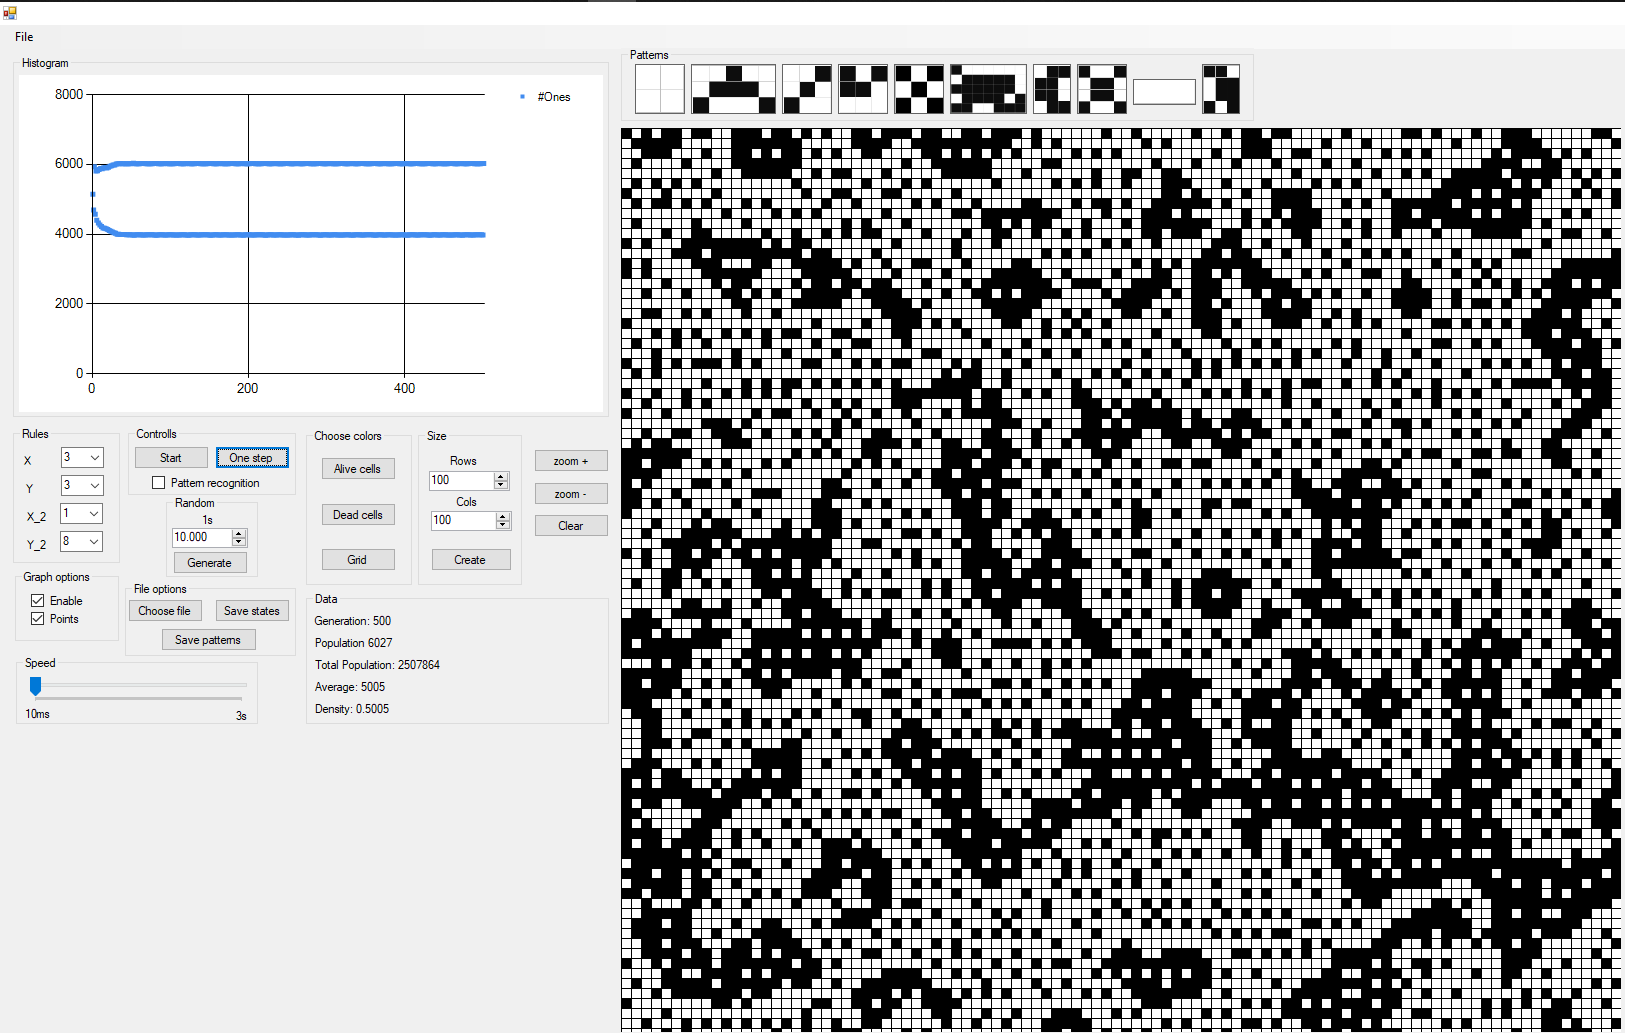 File
Histogram
8000
6000
4000
2000
0
0 200 400
#Ones
Patterns
Rules
X 3
Y 3
X_2 1
Y_2 8
Controlls
Start One step
Pattern recognition
Random
1s
10.000
Generate
Choose colors
Alive cells
Dead cells
Grid
Size
Rows
100
Cols
100
Create
zoom +
zoom -
Clear
Graph options
Enable
Points
File options
Choose file Save states
Save patterns
Speed
10ms 3s
Data
Generation: 500
Population 6027
Total Population: 2507864
Average: 5005
Density: 0.5005